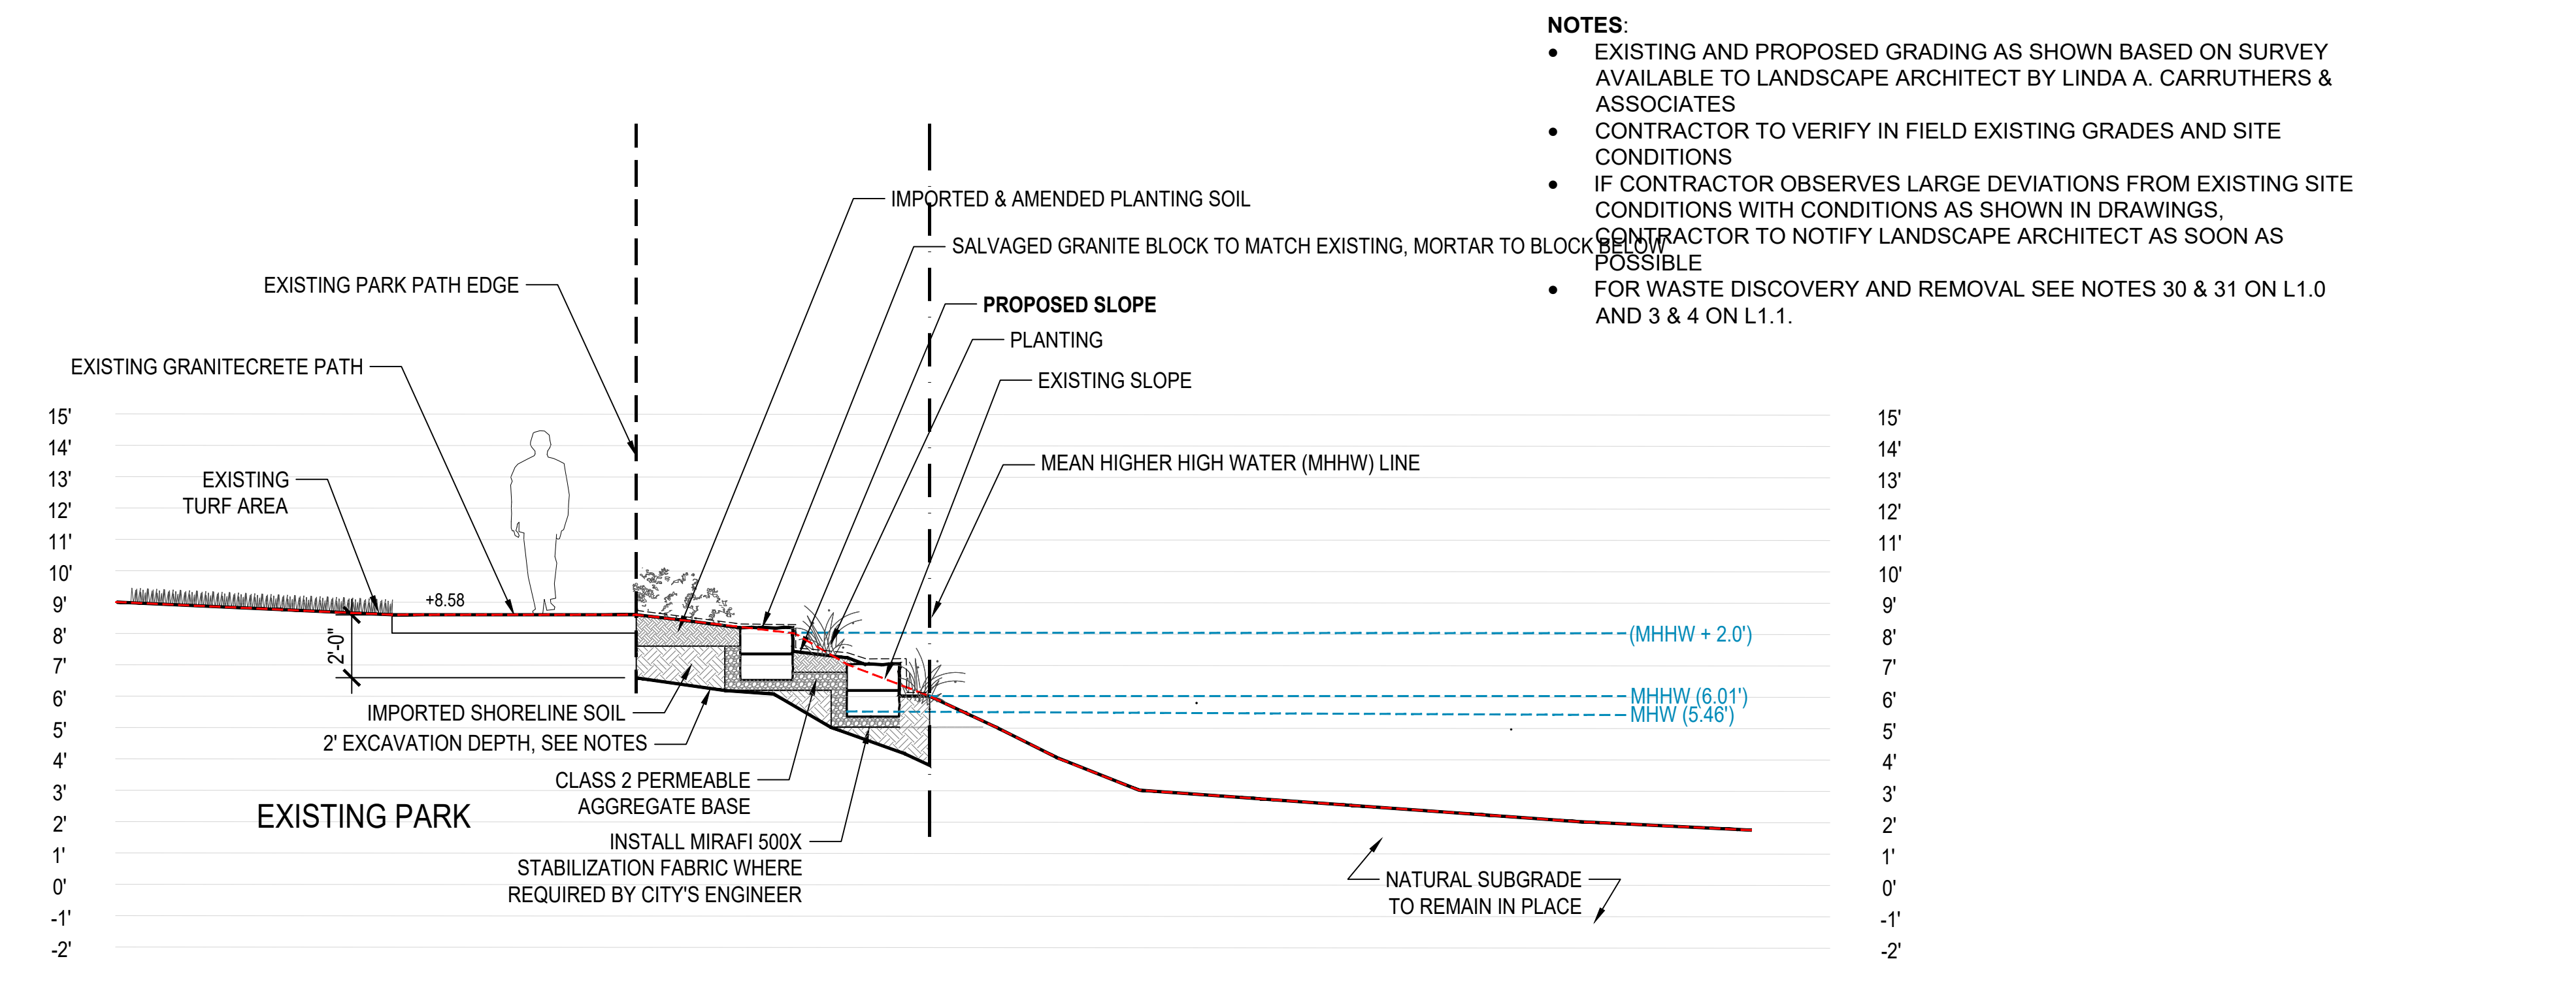 NOTES:
• EXISTING AND PROPOSED GRADING AS SHOWN BASED ON SURVEY
AVAILABLE TO LANDSCAPE ARCHITECT BY LINDA A. CARRUTHERS &
ASSOCIATES
• CONTRACTOR TO VERIFY IN FIELD EXISTING GRADES AND SITE
CONDITIONS
• IF CONTRACTOR OBSERVES LARGE DEVIATIONS FROM EXISTING SITE
CONDITIONS WITH CONDITIONS AS SHOWN IN DRAWINGS,
CONTRACTOR TO NOTIFY LANDSCAPE ARCHITECT AS SOON AS
POSSIBLE
• FOR WASTE DISCOVERY AND REMOVAL SEE NOTES 30 & 31 ON L1.0
AND 3 & 4 ON L1.1.
IMPORTED & AMENDED PLANTING SOIL
SALVAGED GRANITE BLOCK TO MATCH EXISTING, MORTAR TO BLOCK BELOW
EXISTING PARK PATH EDGE
PROPOSED SLOPE
PLANTING
EXISTING GRANITECRETE PATH
EXISTING SLOPE
MEAN HIGHER HIGH WATER (MHHW) LINE
EXISTING
TURF AREA
15'
14'
13'
12'
11'
10'
9'
8'
7'
6'
5'
4'
3'
2'
1'
0'
-1'
-2'
+8.58
2'-0"
(MHHW + 2.0')
MHHW (6.01')
MHW (5.46')
IMPORTED SHORELINE SOIL
2' EXCAVATION DEPTH, SEE NOTES
CLASS 2 PERMEABLE
AGGREGATE BASE
EXISTING PARK
INSTALL MIRAFI 500X
STABILIZATION FABRIC WHERE
REQUIRED BY CITY'S ENGINEER
NATURAL SUBGRADE
TO REMAIN IN PLACE
15'
14'
13'
12'
11'
10'
9'
8'
7'
6'
5'
4'
3'
2'
1'
0'
-1'
-2'